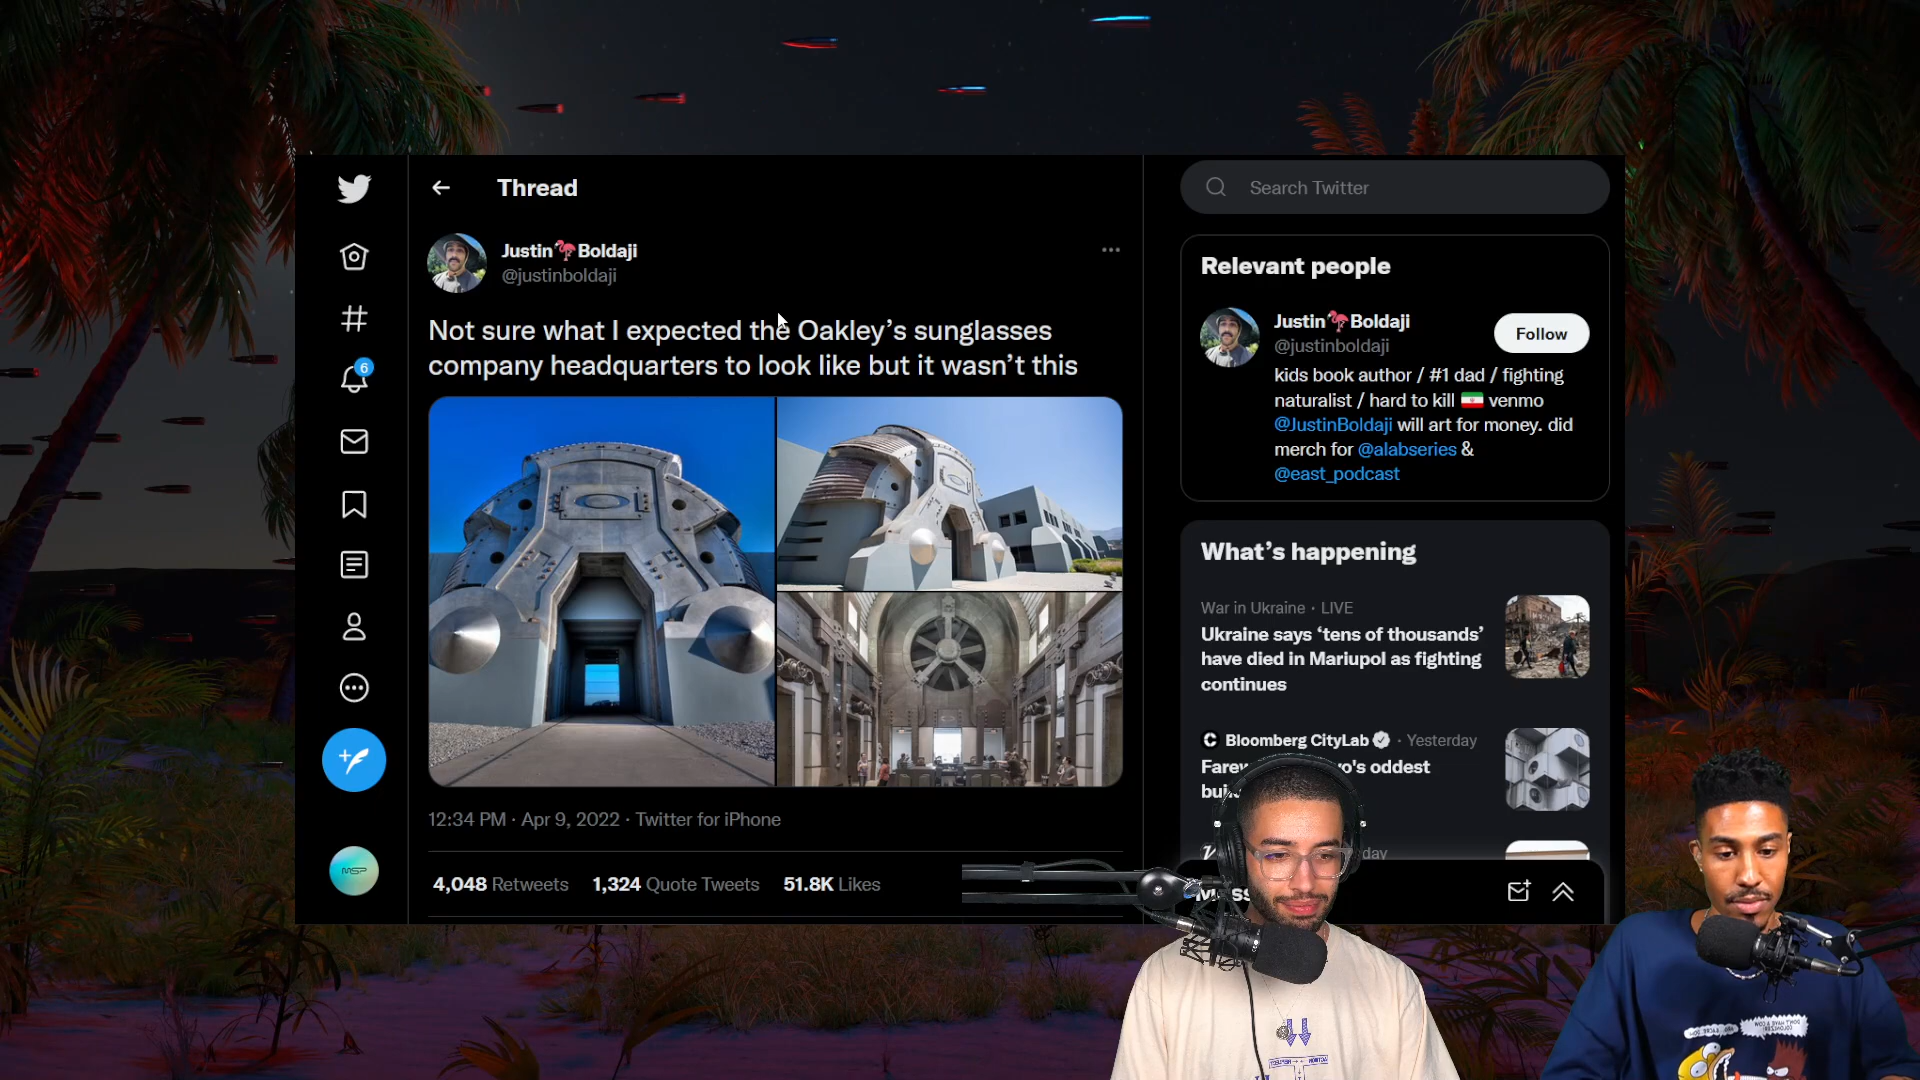 Thread
Search Twitter
Justin🦩Boldaji
@justinboldaji
Not sure what I expected the Oakley’s sunglasses
company headquarters to look like but it wasn’t this
12:34 PM · Apr 9, 2022 · Twitter for iPhone
4,048 Retweets 1,324 Quote Tweets 51.8K Likes
6
MSP
Relevant people
Justin🦩Boldaji
@justinboldaji
Follow
kids book author / #1 dad / fighting
naturalist / hard to kill 🇮🇷 venmo
@JustinBoldaji will art for money. did
merch for @alabseries &
@east_podcast
What’s happening
War in Ukraine · LIVE
Ukraine says ‘tens of thousands’
have died in Mariupol as fighting
continues
Bloomberg CityLab · Yesterday
oddest